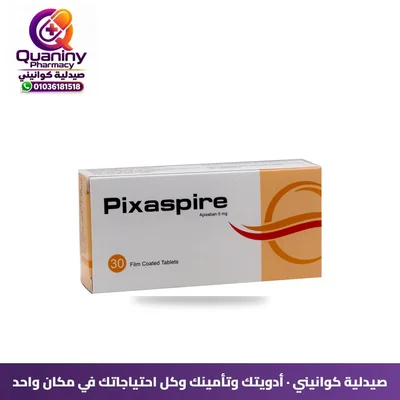 Quaniny
Pharmacy
صيدلية كوانيني
01036181518
Pixaspire
Apixaban 5 mg
30 Film Coated Tablets
صيدلية كوانيني · أدويتك وتأمينك وكل احتياجاتك في مكان واحد